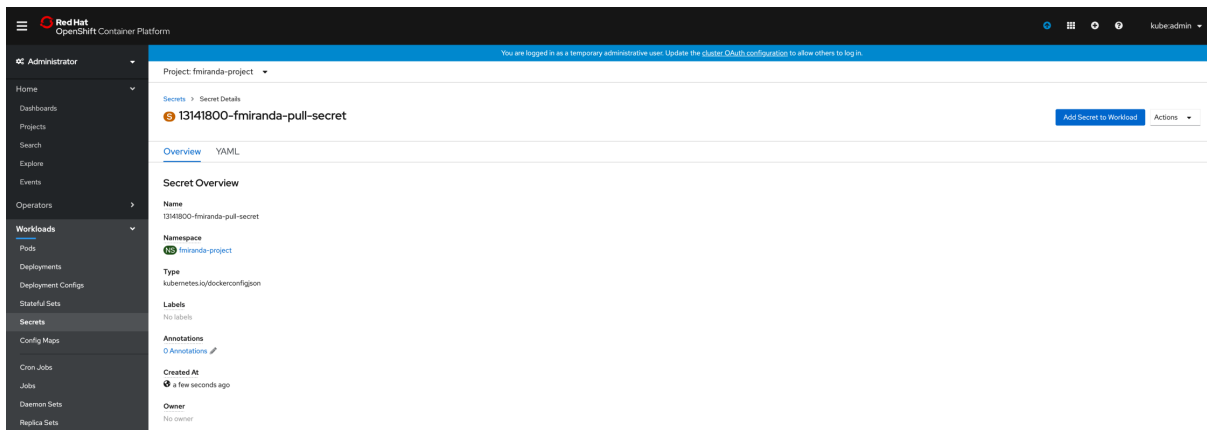 Red Hat
OpenShift Container Platform
kube:admin
You are logged in as a temporary administrative user. Update the cluster OAuth configuration to allow others to log in.
Administrator
Project: fmiranda-project
Home
Dashboards
Projects
Search
Explore
Events
Operators
Workloads
Pods
Deployments
Deployment Configs
Stateful Sets
Secrets
Config Maps
Cron Jobs
Jobs
Daemon Sets
Replica Sets
Secrets > Secret Details
S 13141800-fmiranda-pull-secret
Add Secret to Workload
Actions
Overview YAML
Secret Overview
Name
13141800-fmiranda-pull-secret
Namespace
NS fmiranda-project
Type
kubernetes.io/dockerconfigjson
Labels
No labels
Annotations
0 Annotations
Created At
a few seconds ago
Owner
No owner